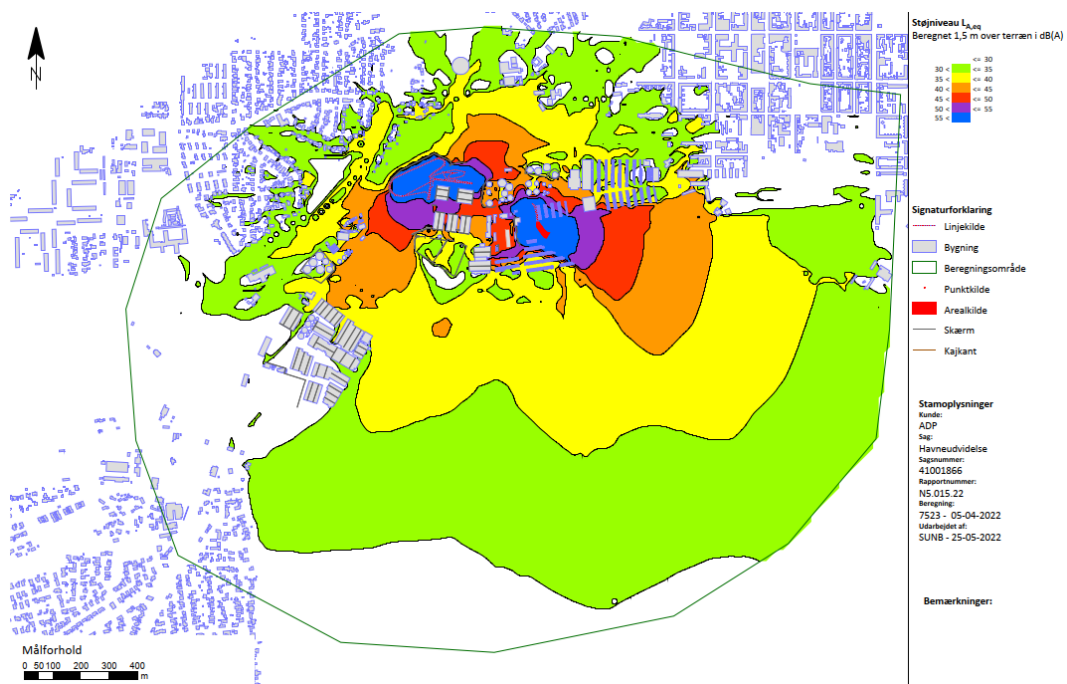 N
Støjniveau LA,eq
Beregnet 1,5 m over terræn i dB(A)
<= 30
30 < <= 35
35 < <= 40
40 < <= 45
45 < <= 50
50 < <= 55
55 <
Signaturforklaring
Linjekilde
Bygning
Beregningsområde
Punktkilde
Arealkilde
Skærm
Kajkant
Stamoplysninger
Kunde:
ADP
Sag:
Havneudvidelse
Sagsnummer:
41001866
Rapportnummer:
N5.015.22
Beregning:
7523 - 05-04-2022
Udarbejdet af:
SUNB - 25-05-2022
Bemærkninger:
Målforhold
0 50 100 200 300 400
m